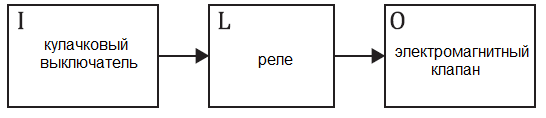 I
кулачковый
выключатель
L
реле
O
электромагнитный
клапан